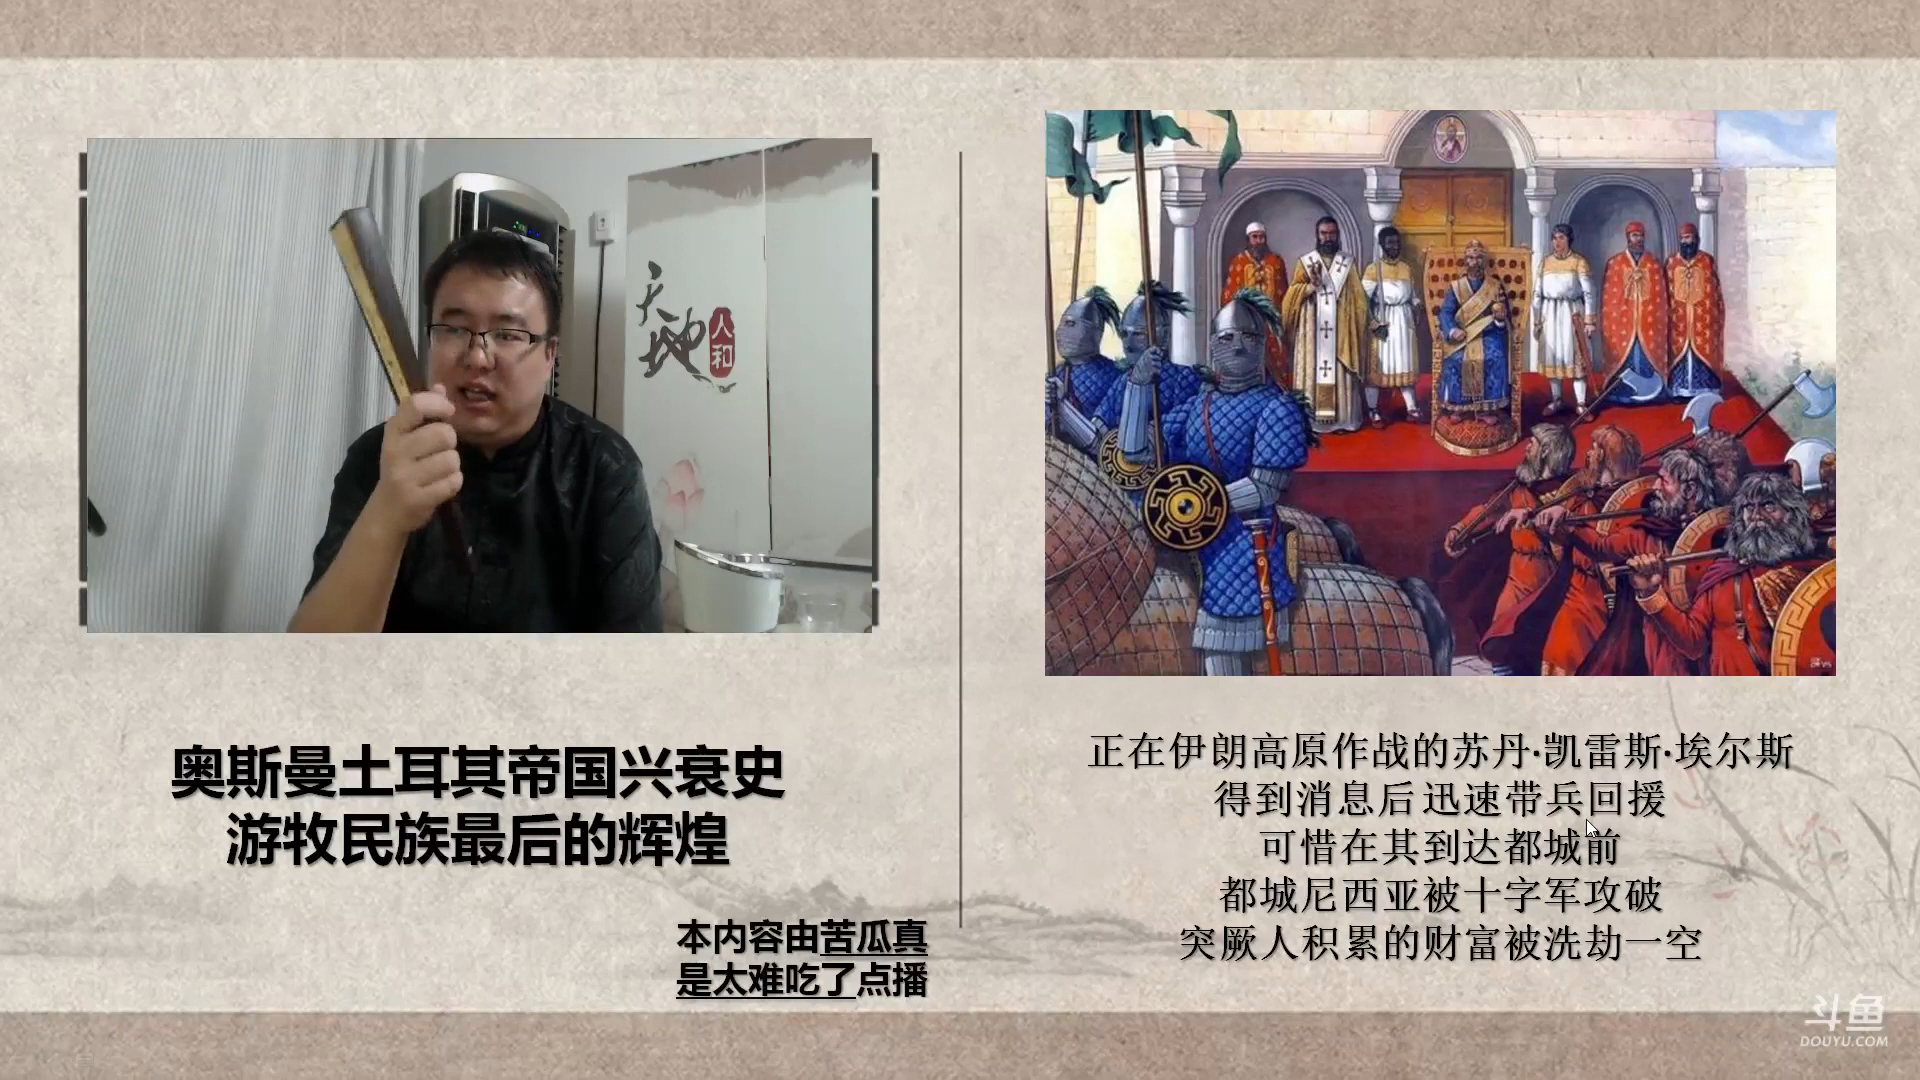 天地
人和
奥斯曼土耳其帝国兴衰史
游牧民族最后的辉煌
本内容由苦瓜真
是太难吃了点播
正在伊朗高原作战的苏丹·凯雷斯·埃尔斯
得到消息后迅速带兵回援
可惜在其到达都城前
都城尼西亚被十字军攻破
突厥人积累的财富被洗劫一空
斗鱼
DOUYU.COM